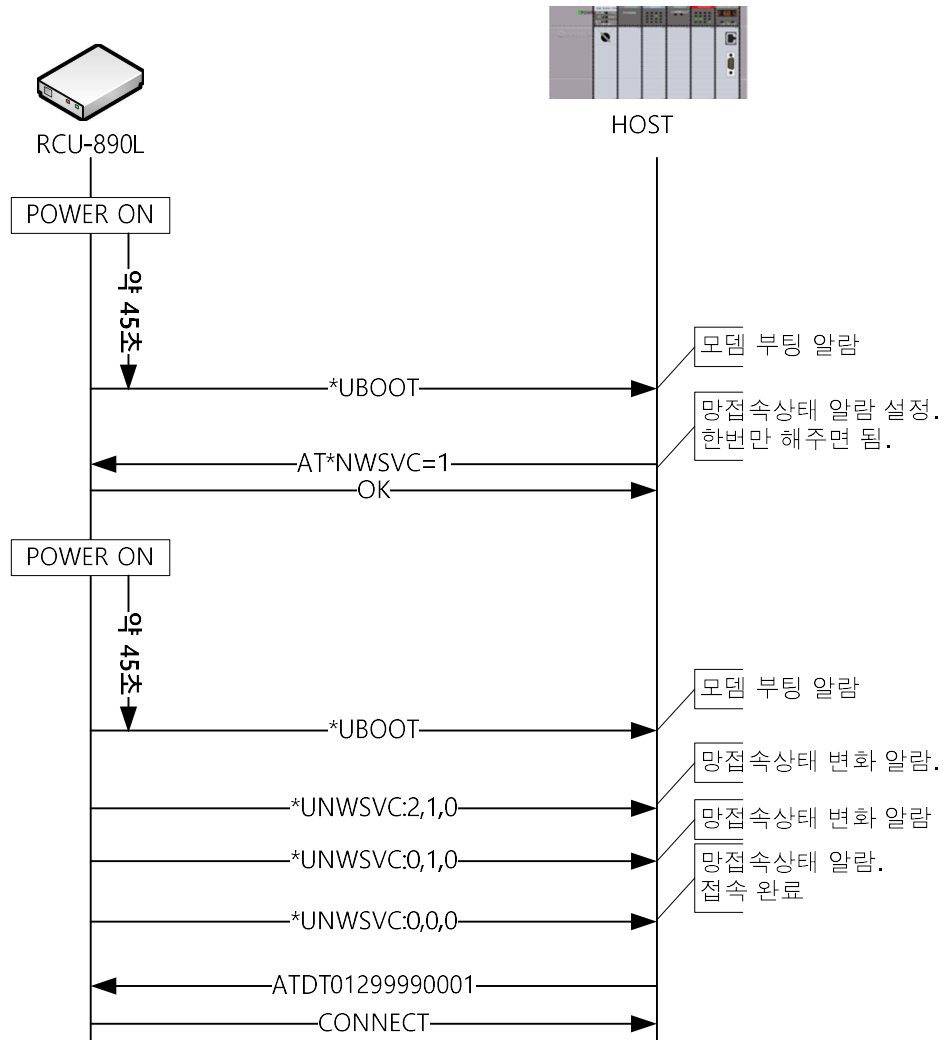 RCU-890L
HOST
POWER ON
약 45초
*UBOOT
모뎀 부팅 알람
망접속상태 알람 설정.
한번만 해주면 됨.
AT*NWSVC=1
OK
POWER ON
약 45초
*UBOOT
모뎀 부팅 알람
*UNWSVC:2,1,0
망접속상태 변화 알람.
*UNWSVC:0,1,0
망접속상태 변화 알람
*UNWSVC:0,0,0
망접속상태 알람.
접속 완료
ATDT01299990001
CONNECT